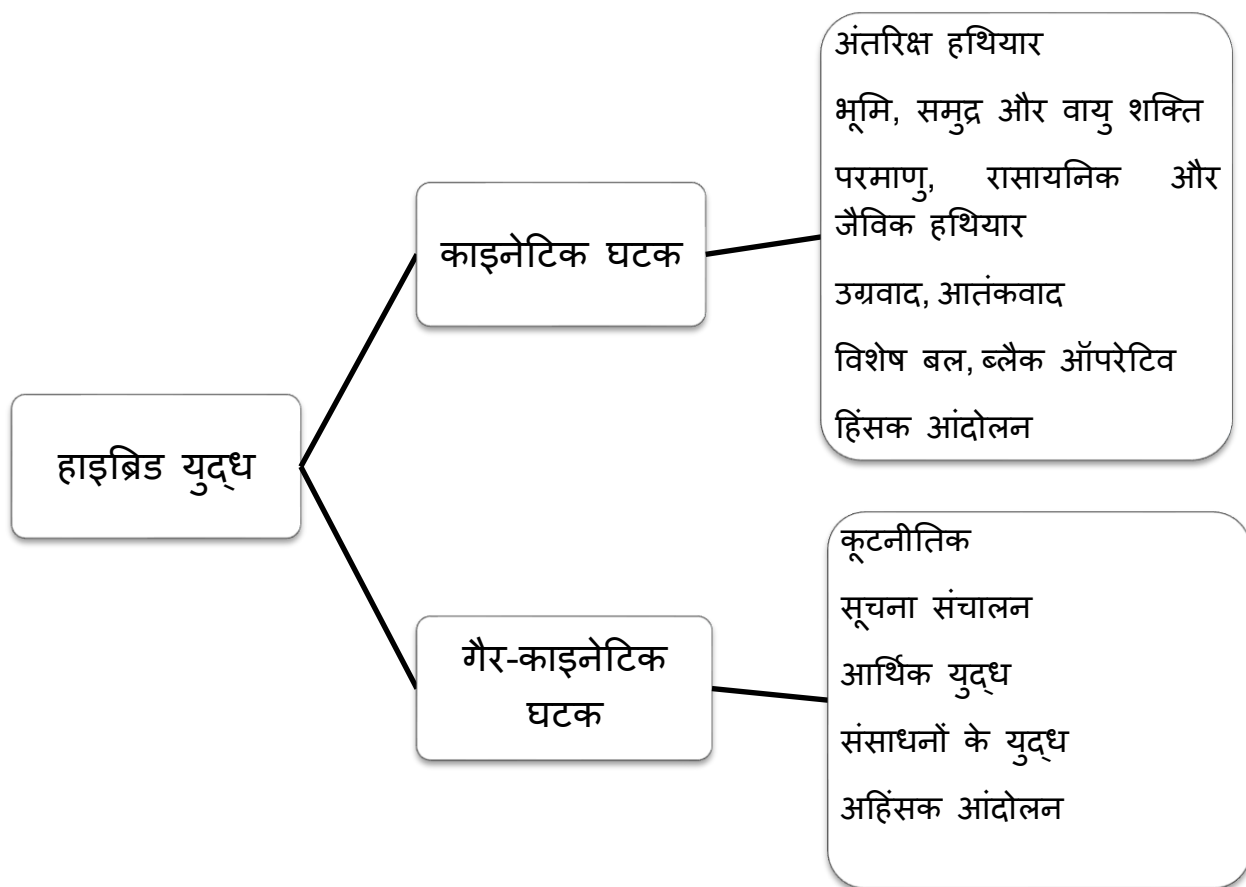 हाइब्रिड युद्ध
काइनेटिक घटक
अंतरिक्ष हथियार
भूमि, समुद्र और वायु शक्ति
परमाणु, रासायनिक और
जैविक हथियार
उग्रवाद, आतंकवाद
विशेष बल, ब्लैक ऑपरेटिव
हिंसक आंदोलन
गैर-काइनेटिक
घटक
कूटनीतिक
सूचना संचालन
आर्थिक युद्ध
संसाधनों के युद्ध
अहिंसक आंदोलन